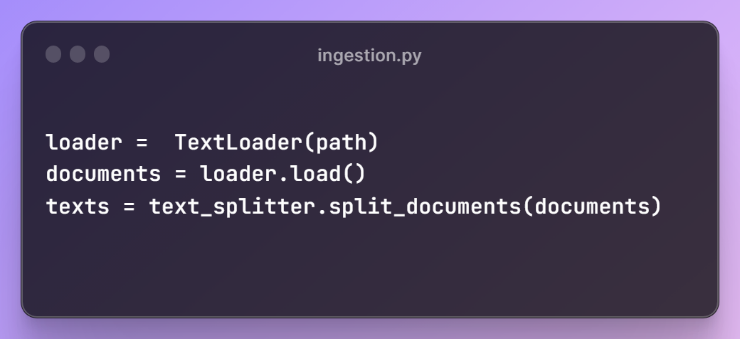 ingestion.py
loader =  TextLoader(path)
documents = loader.load()
texts = text_splitter.split_documents(documents)